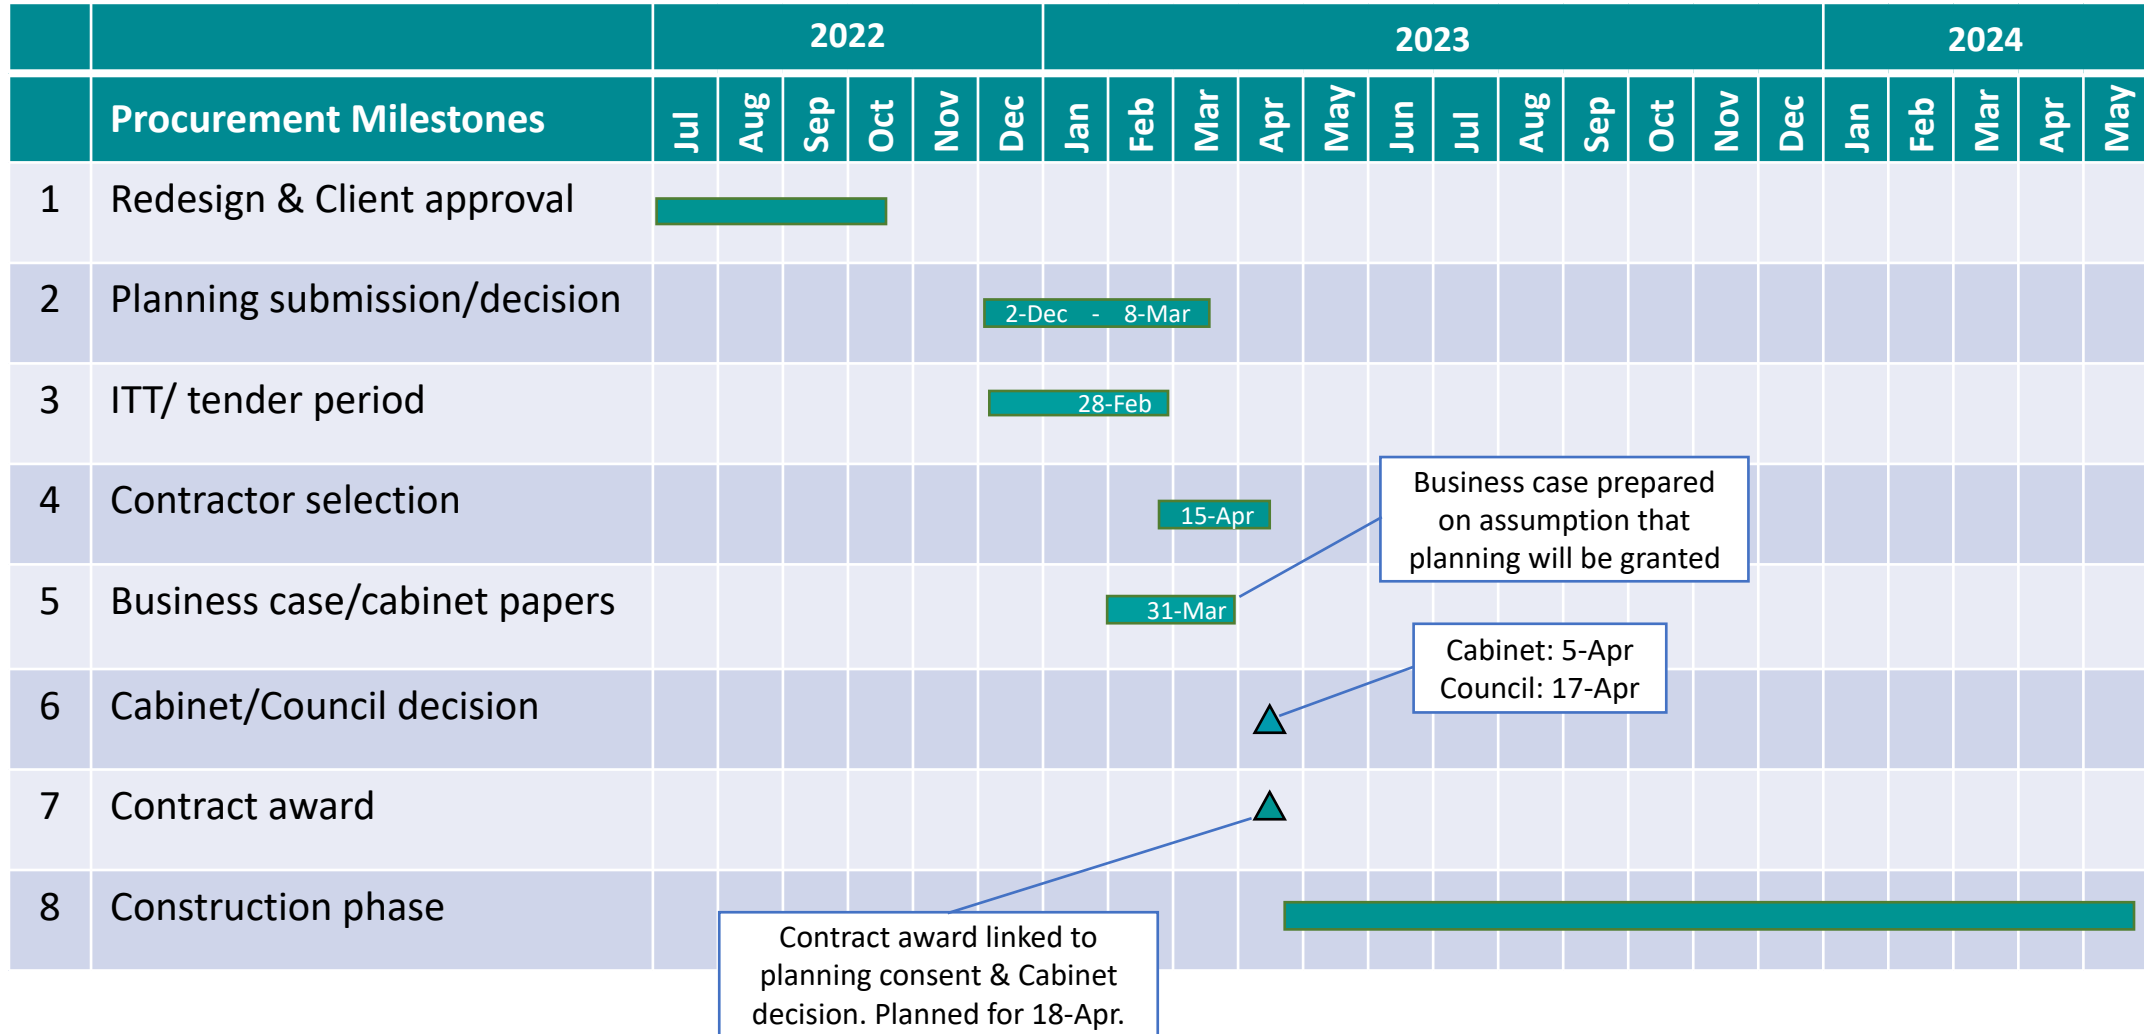 2022 2023 2024
Procurement Milestones Jul Aug Sep Oct Nov Dec Jan Feb Mar Apr May Jun Jul Aug Sep Oct Nov Dec Jan Feb Mar Apr May
1 Redesign & Client approval
2 Planning submission/decision 2-Dec - 8-Mar
3 ITT/ tender period 28-Feb
4 Contractor selection 15-Apr
Business case prepared
on assumption that
planning will be granted
5 Business case/cabinet papers 31-Mar
Cabinet: 5-Apr
Council: 17-Apr
6 Cabinet/Council decision
7 Contract award
8 Construction phase
Contract award linked to
planning consent & Cabinet
decision. Planned for 18-Apr.